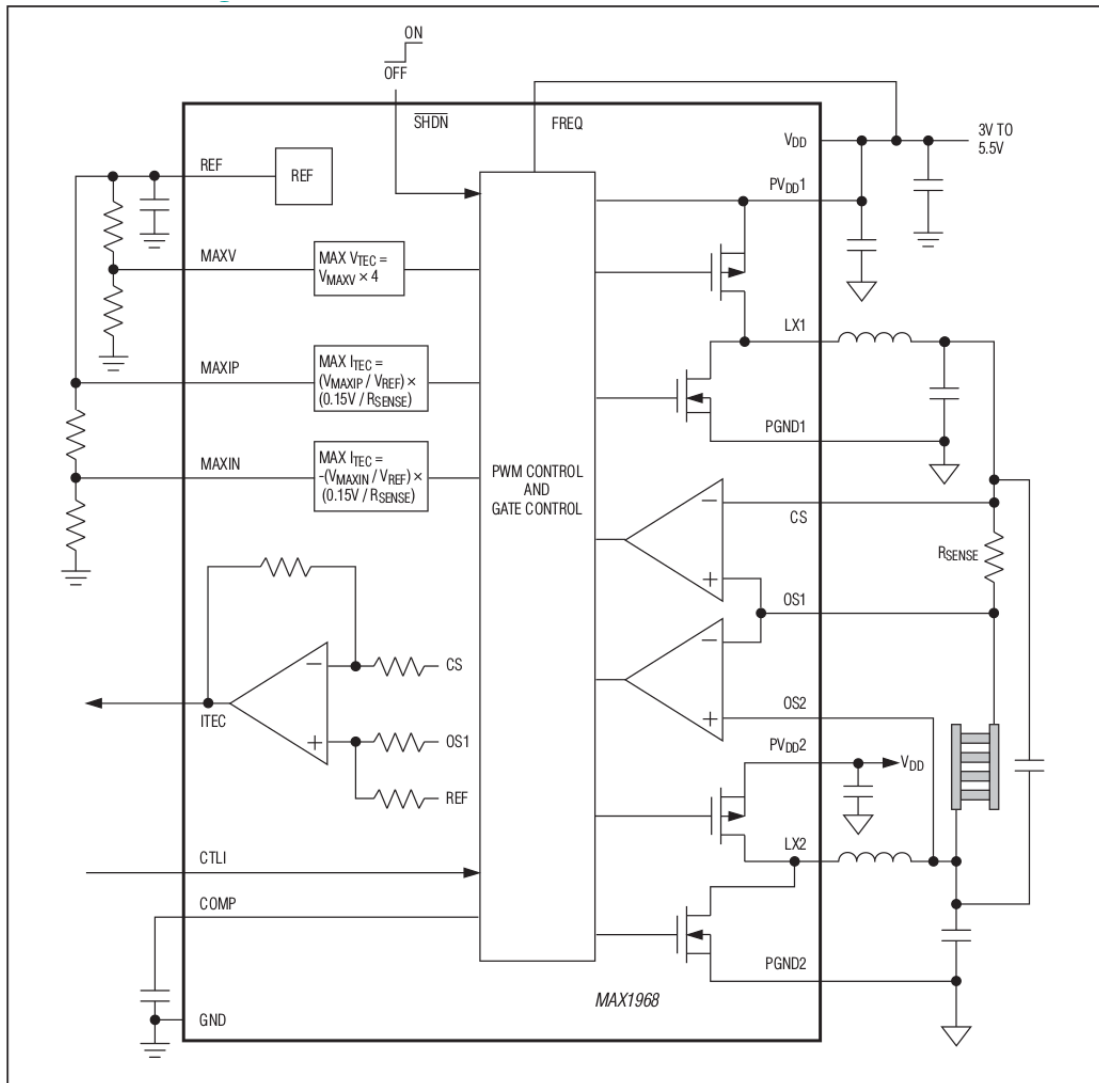 ON
OFF
SHDN
FREQ
VDD
3V TO
5.5V
REF
REF
PVDD1
MAXV
MAX VTEC =
VMAXV × 4
LX1
MAXIP
MAX ITEC =
(VMAXIP / VREF) ×
(0.15V / RSENSE)
PGND1
MAXIN
MAX ITEC =
-(VMAXIN / VREF) ×
(0.15V / RSENSE)
PWM CONTROL
AND
GATE CONTROL
−
CS
RSENSE
+
OS1
−
CS
−
ITEC
+
OS1
REF
+
OS2
PVDD2
VDD
LX2
CTLI
COMP
PGND2
MAX1968
GND